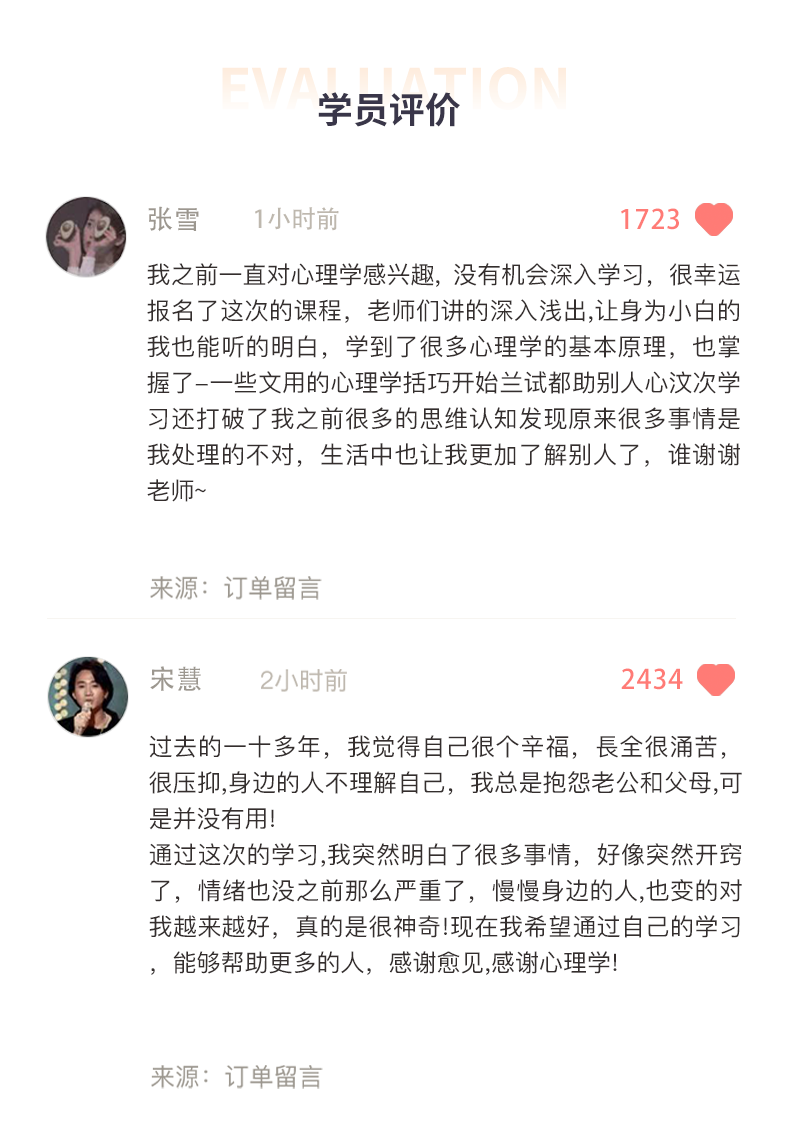 EVALUATION
学员评价
张雪 1小时前 1723
我之前一直对心理学感兴趣, 没有机会深入学习，很幸运
报名了这次的课程，老师们讲的深入浅出,让身为小白的
我也能听的明白，学到了很多心理学的基本原理，也掌
握了–一些文用的心理学括巧开始兰试都助别人心汶次学
习还打破了我之前很多的思维认知发现原来很多事情是
我处理的不对，生活中也让我更加了解别人了，谁谢谢
老师~
来源：订单留言
宋慧 2小时前 2434
过去的一十多年，我觉得自己很个辛福，長全很涌苦，
很压抑,身边的人不理解自己，我总是抱怨老公和父母,可
是并没有用!
通过这次的学习,我突然明白了很多事情，好像突然开窍
了，情绪也没之前那么严重了，慢慢身边的人,也变的对
我越来越好，真的是很神奇!现在我希望通过自己的学习
，能够帮助更多的人，感谢愈见,感谢心理学!
来源：订单留言